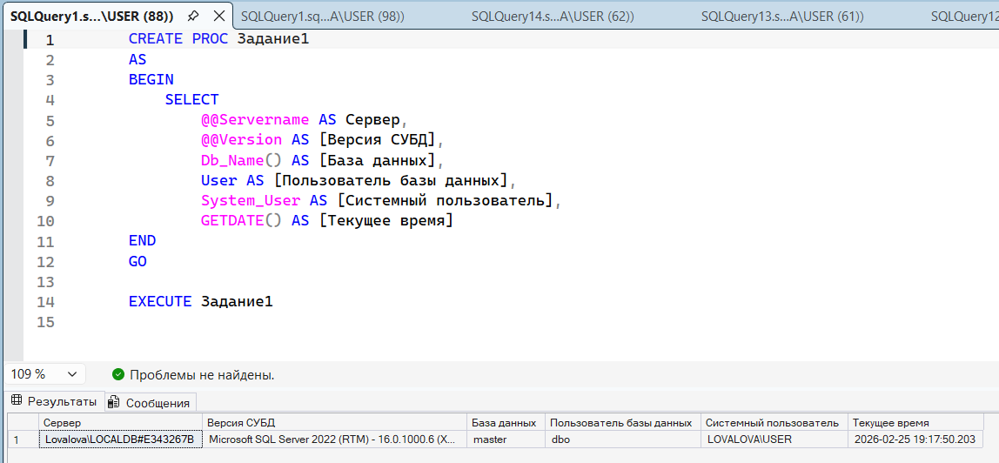 SQLQuery1.s...\USER (88))
SQLQuery1.sq...A\USER (98))
SQLQuery14.s...A\USER (62))
SQLQuery13.s...A\USER (61))
SQLQuery12
1 CREATE PROC Задание1
2 AS
3 BEGIN
4 SELECT
5 @@Servername AS Сервер,
6 @@Version AS [Версия СУБД],
7 Db_Name() AS [База данных],
8 User AS [Пользователь базы данных],
9 System_User AS [Системный пользователь],
10 GETDATE() AS [Текущее время]
11 END
12 GO
13
14 EXECUTE Задание1
15
109 % Проблемы не найдены.
Результаты Сообщения
Сервер Версия СУБД База данных Пользователь базы данных Системный пользователь Текущее время
1 Lovalova\LOCALDB#E343267B Microsoft SQL Server 2022 (RTM) - 16.0.1000.6 (X... master dbo LOVALOVA\USER 2026-02-25 19:17:50.203